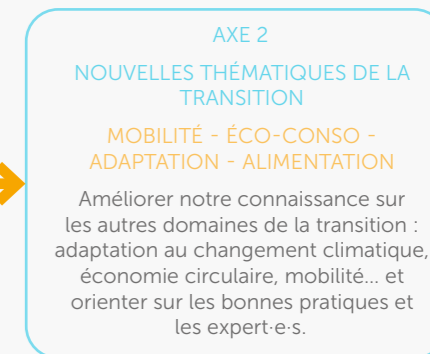 AXE 2
NOUVELLES THÉMATIQUES DE LA
TRANSITION
MOBILITÉ - ÉCO-CONSO -
ADAPTATION - ALIMENTATION
Améliorer notre connaissance sur
les autres domaines de la transition :
adaptation au changement climatique,
économie circulaire, mobilité... et
orienter sur les bonnes pratiques et
les expert·e·s.